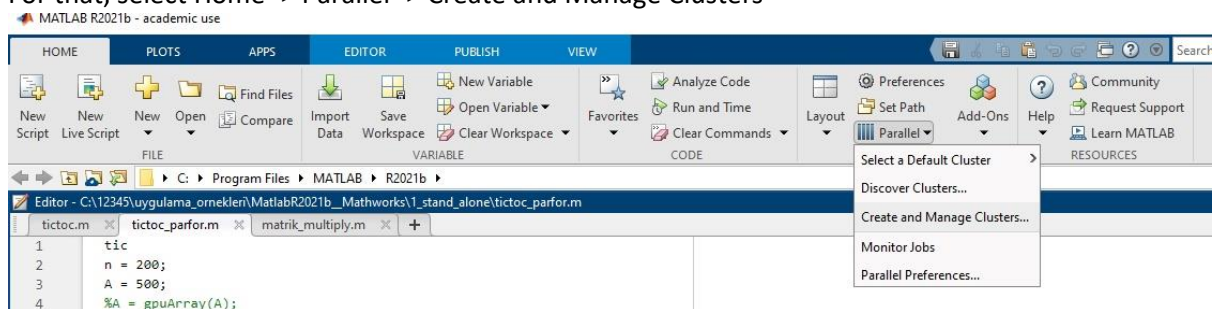 For that, select Home -> Parallel -> Create and Manage Clusters
MATLAB R2021b - academic use
HOME PLOTS APPS EDITOR PUBLISH VIEW Search
New Script
New Live Script
New
Open
Find Files
Compare
FILE
Import Data
Save Workspace
New Variable
Open Variable
Clear Workspace
VARIABLE
Favorites
Analyze Code
Run and Time
Clear Commands
CODE
Layout
Preferences
Set Path
Parallel
Add-Ons
Help
Community
Request Support
Learn MATLAB
RESOURCES
Select a Default Cluster
Discover Clusters...
Create and Manage Clusters...
Monitor Jobs
Parallel Preferences...
C: Program Files MATLAB R2021b
Editor - C:\12345\uygulama_ornekleri\MatlabR2021b__Mathworks\1_stand_alone\tictoc_parfor.m
tictoc.m tictoc_parfor.m matrik_multiply.m +
1 tic
2 n = 200;
3 A = 500;
4 %A = gpuArray(A);